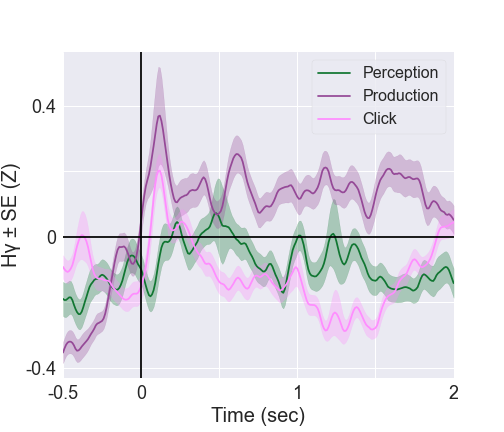 Perception
Production
Click
0.4
0
-0.4
Hγ ± SE (Z)
-0.5 0 1 2
Time (sec)